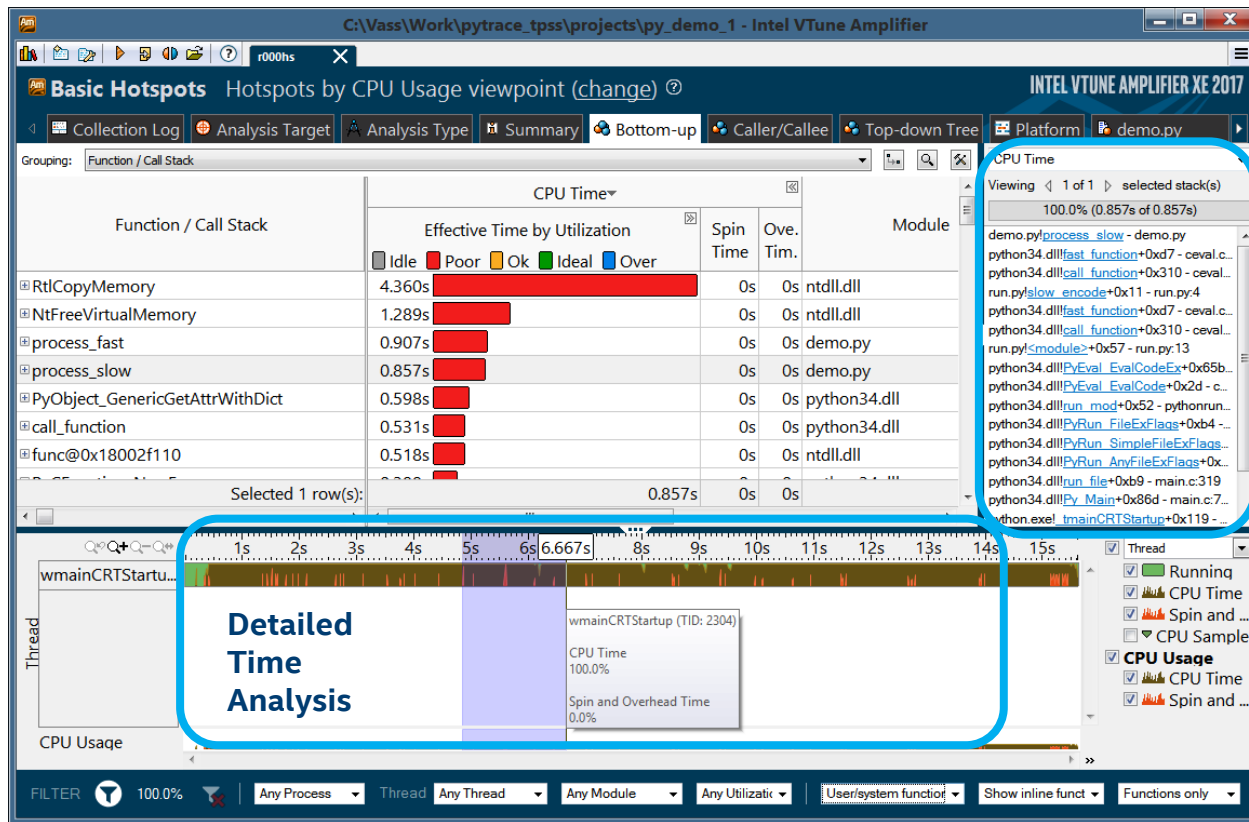 C:\Vass\Work\pytrace_tpss\projects\py_demo_1 - Intel VTune Amplifier
r000hs
Basic Hotspots Hotspots by CPU Usage viewpoint (change)
INTEL VTUNE AMPLIFIER XE 2017
Collection Log Analysis Target Analysis Type Summary Bottom-up Caller/Callee Top-down Tree Platform demo.py
Grouping: Function / Call Stack
CPU Time
Viewing 1 of 1 selected stack(s)
100.0% (0.857s of 0.857s)
demo.py!process_slow - demo.py
python34.dll!fast_function+0xd7 - ceval.c...
python34.dll!call_function+0x310 - ceval...
run.py!slow_encode+0x11 - run.py:4
python34.dll!fast_function+0xd7 - ceval.c...
python34.dll!call_function+0x310 - ceval...
run.py!<module>+0x57 - run.py:13
python34.dll!PyEval_EvalCodeEx+0x65b...
python34.dll!PyEval_EvalCode+0x2d - c...
python34.dll!run_mod+0x52 - pythonrun...
python34.dll!PyRun_FileExFlags+0xb4 -...
python34.dll!PyRun_SimpleFileExFlags...
python34.dll!PyRun_AnyFileExFlags+0x...
python34.dll!run_file+0xb9 - main.c:319
python34.dll!Py_Main+0x86d - main.c:7...
python.exe!_tmainCRTStartup+0x119 - ...
Function / Call Stack
CPU Time
Effective Time by Utilization
Idle Poor Ok Ideal Over
Spin Time
Ove. Tim.
Module
RtlCopyMemory 4.360s 0s 0s ntdll.dll
NtFreeVirtualMemory 1.289s 0s 0s ntdll.dll
process_fast 0.907s 0s 0s demo.py
process_slow 0.857s 0s 0s demo.py
PyObject_GenericGetAttrWithDict 0.598s 0s 0s python34.dll
call_function 0.531s 0s 0s python34.dll
func@0x18002f110 0.518s 0s 0s ntdll.dll
Selected 1 row(s): 0.857s 0s 0s
1s 2s 3s 4s 5s 6s 6.667s 8s 9s 10s 11s 12s 13s 14s 15s
wmainCRTStartu...
Thread
Detailed
Time
Analysis
wmainCRTStartup (TID: 2304)
CPU Time
100.0%
Spin and Overhead Time
0.0%
CPU Usage
Thread
Running
CPU Time
Spin and ...
CPU Sample
CPU Usage
CPU Time
Spin and ...
FILTER 100.0% Any Process Thread Any Thread Any Module Any Utilizatic User/system function Show inline funct Functions only